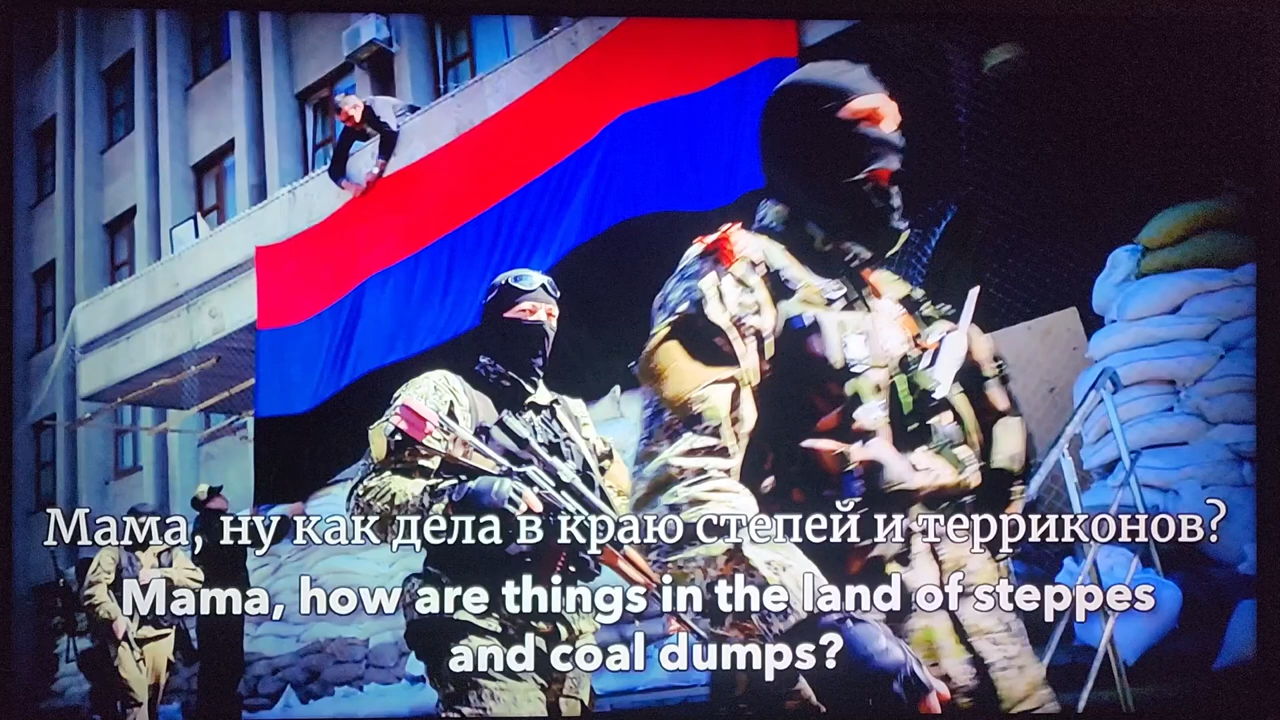 Мама, ну как дела в краю степей и терриконов?
Mama, how are things in the land of steppes
and coal dumps?